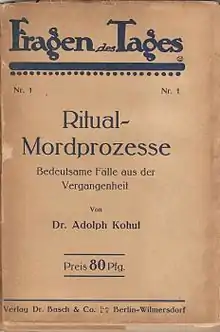 Fragen des Tages
Nr. 1 Nr. 1
Ritual-
Mordprozesse
Bedeutsame Fälle aus der
Vergangenheit
Von
Dr. Adolph Kohut
Preis 80 Pfg.
Verlag Dr. Basch & Co. Berlin-Wilmersdorf